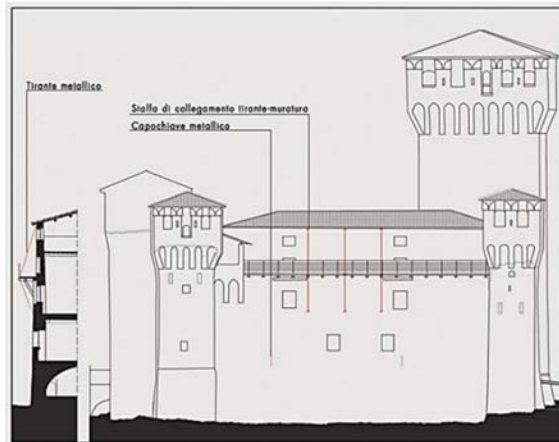 Tirante metallico
Staffa di collegamento tirante-muratura
Capochiave metallico